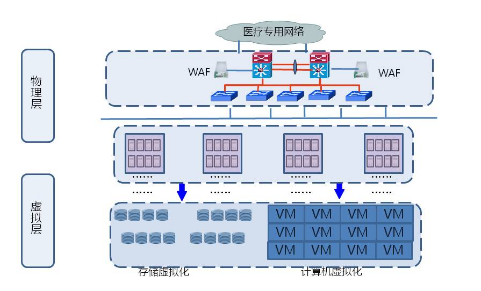 医疗专用网络
WAF
WAF
物理层
......
......
......
......
......
......
......
......
虚拟层
VM VM VM VM
VM VM VM VM
VM VM VM VM
存储虚拟化
计算机虚拟化